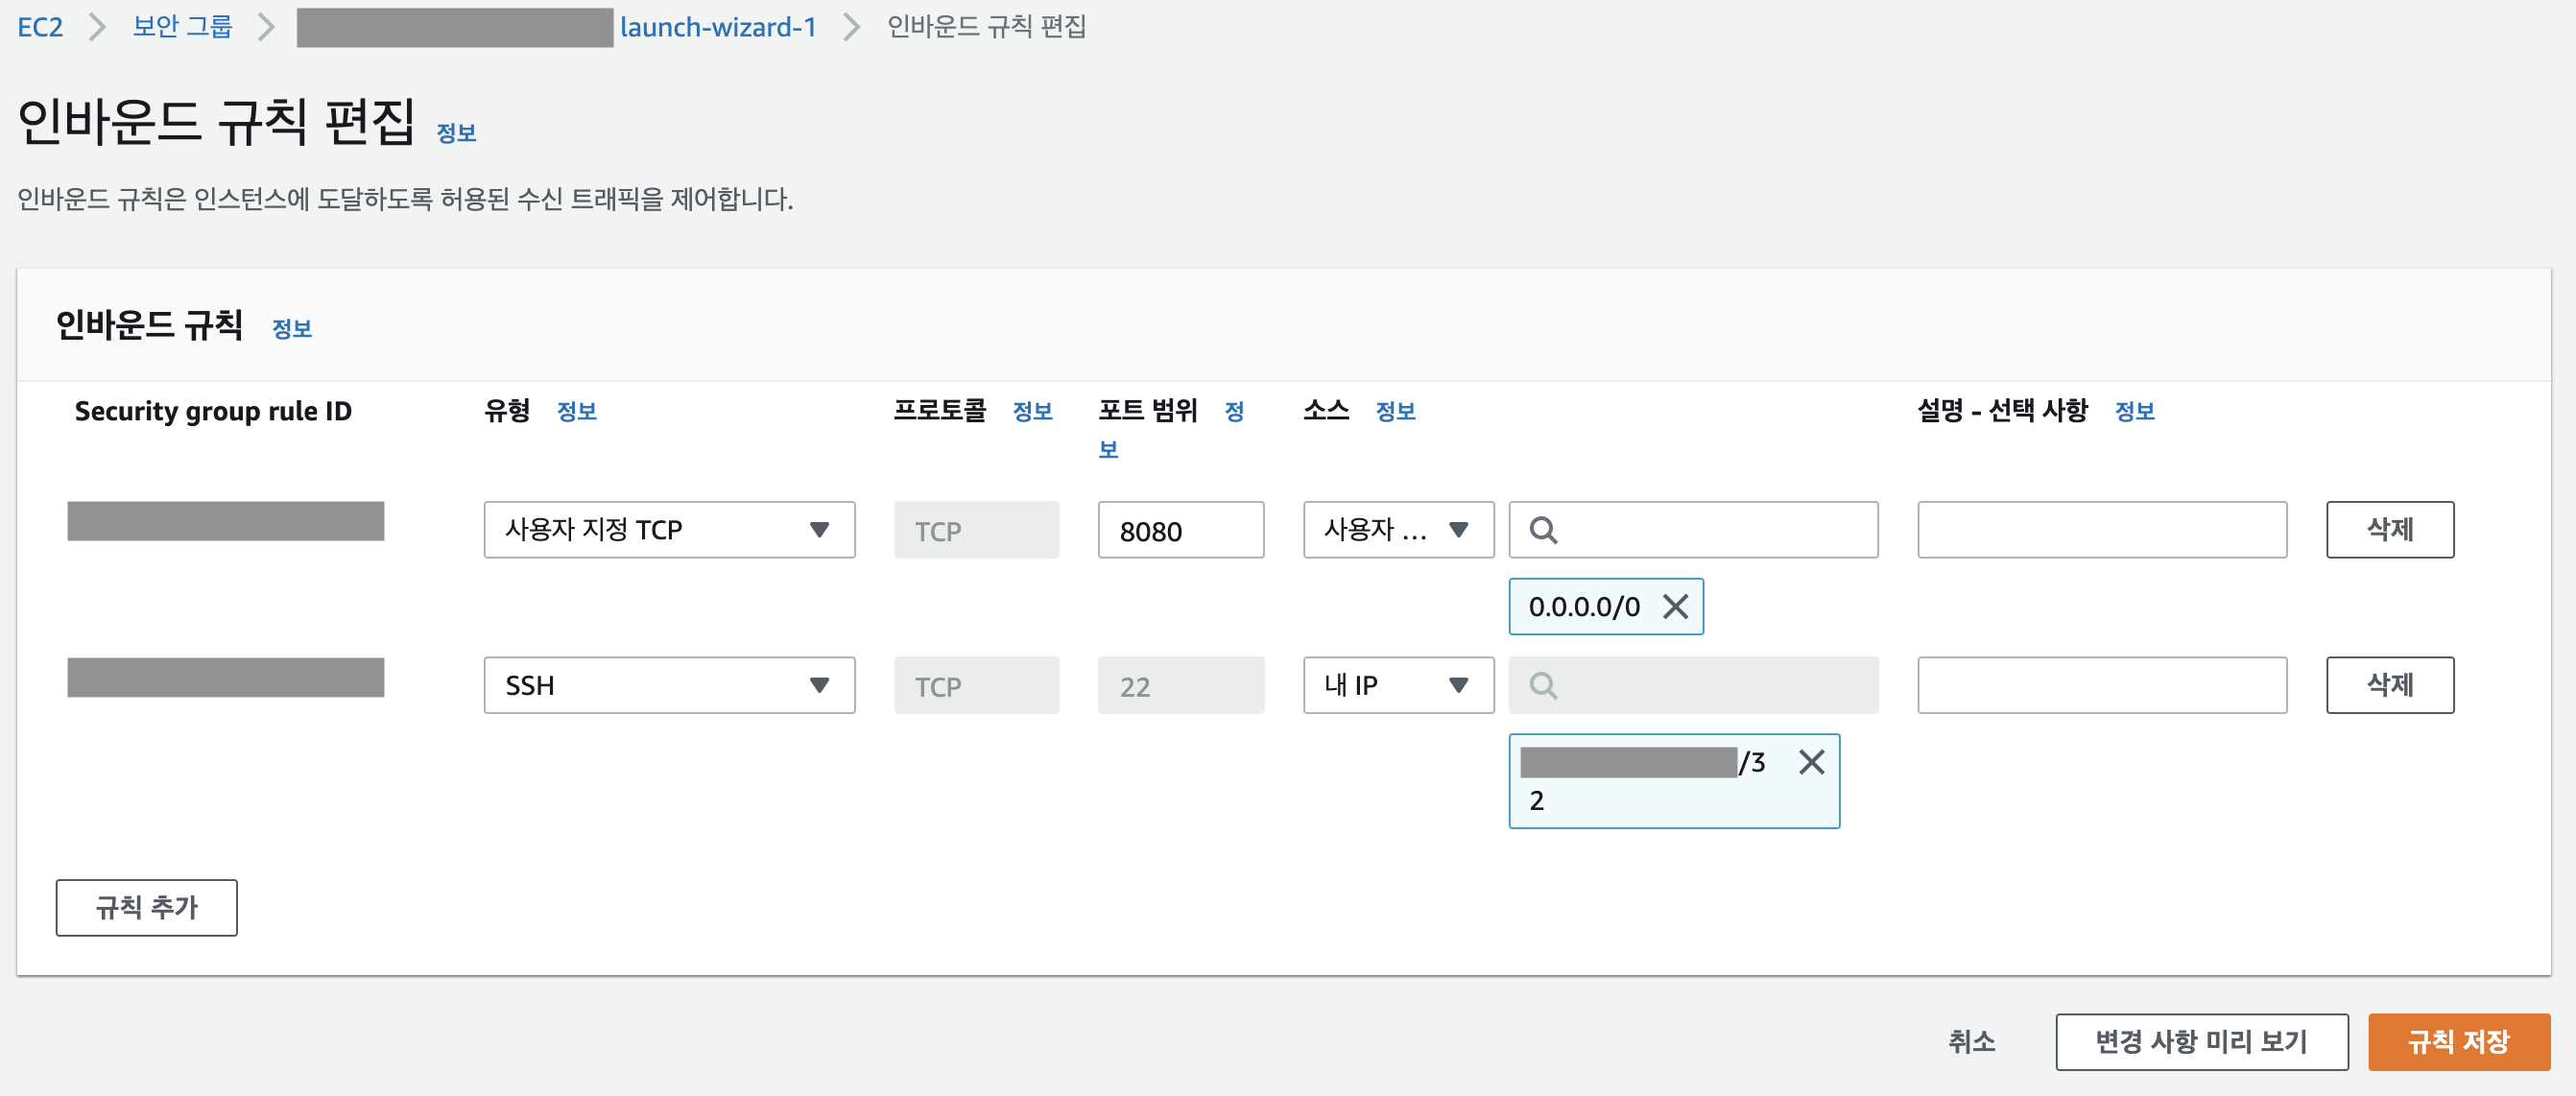 EC2 보안 그룹 launch-wizard-1 인바운드 규칙 편집
인바운드 규칙 편집 정보
인바운드 규칙은 인스턴스에 도달하도록 허용된 수신 트래픽을 제어합니다.
인바운드 규칙 정보
Security group rule ID 유형 정보 프로토콜 정보 포트 범위 정 소스 정보 설명 - 선택 사항 정보
보
사용자 지정 TCP TCP 8080 사용자 ... 삭제
0.0.0.0/0
SSH TCP 22 내 IP 삭제
/3
2
규칙 추가
취소 변경 사항 미리 보기 규칙 저장